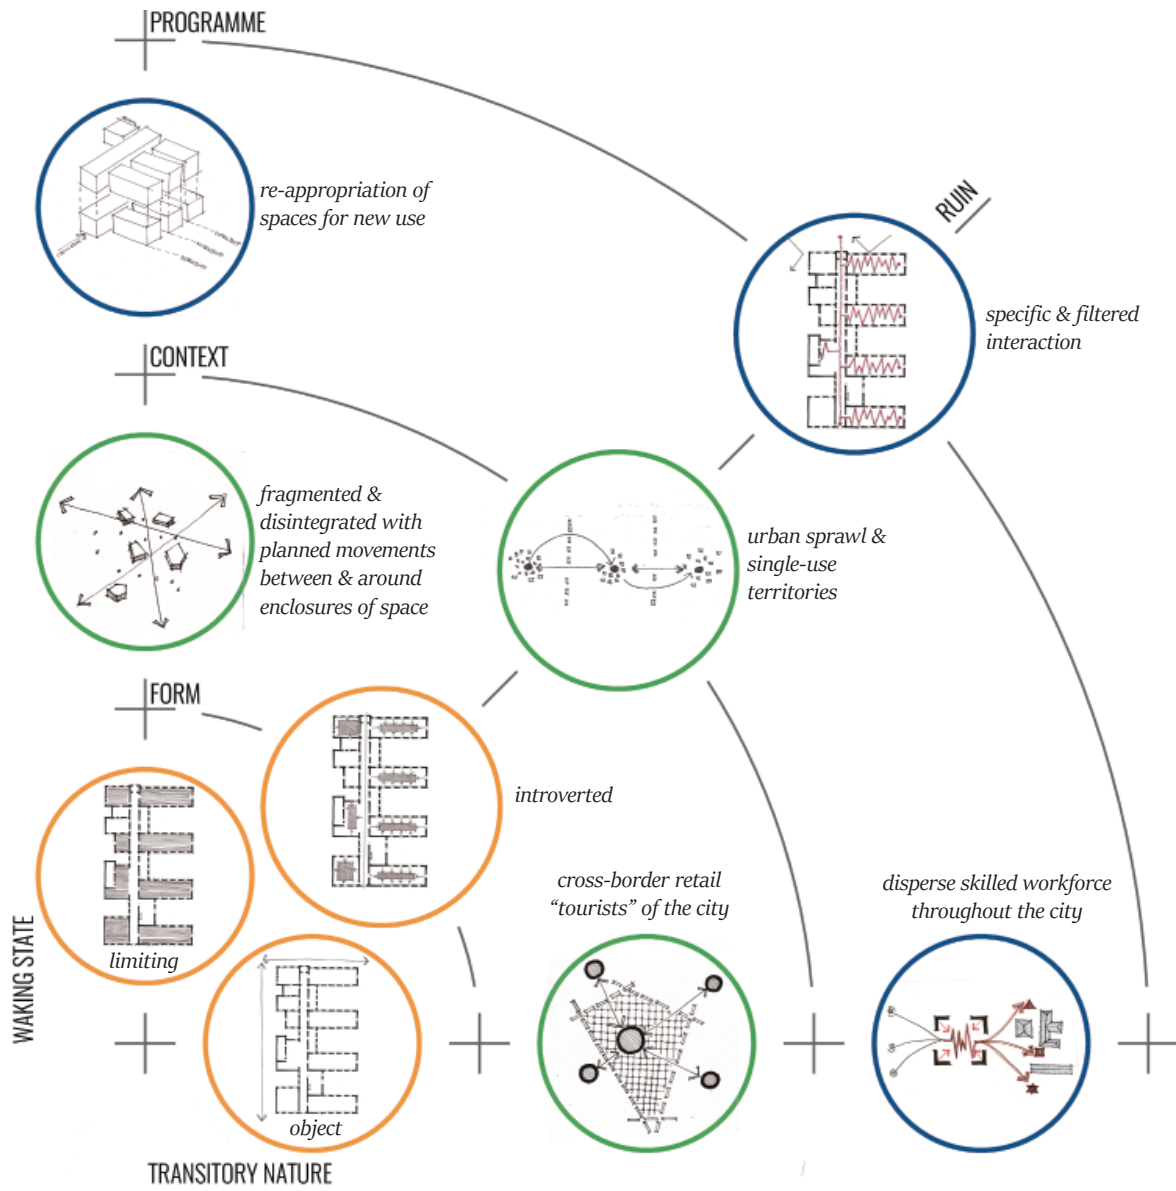 PROGRAMME
re-appropriation of
spaces for new use
RUIN
specific & filtered
interaction
CONTEXT
fragmented &
disintegrated with
planned movements
between & around
enclosures of space
urban sprawl &
single-use
territories
FORM
introverted
limiting
cross-border retail
“tourists” of the city
disperse skilled workforce
throughout the city
WAKING STATE
object
TRANSITORY NATURE